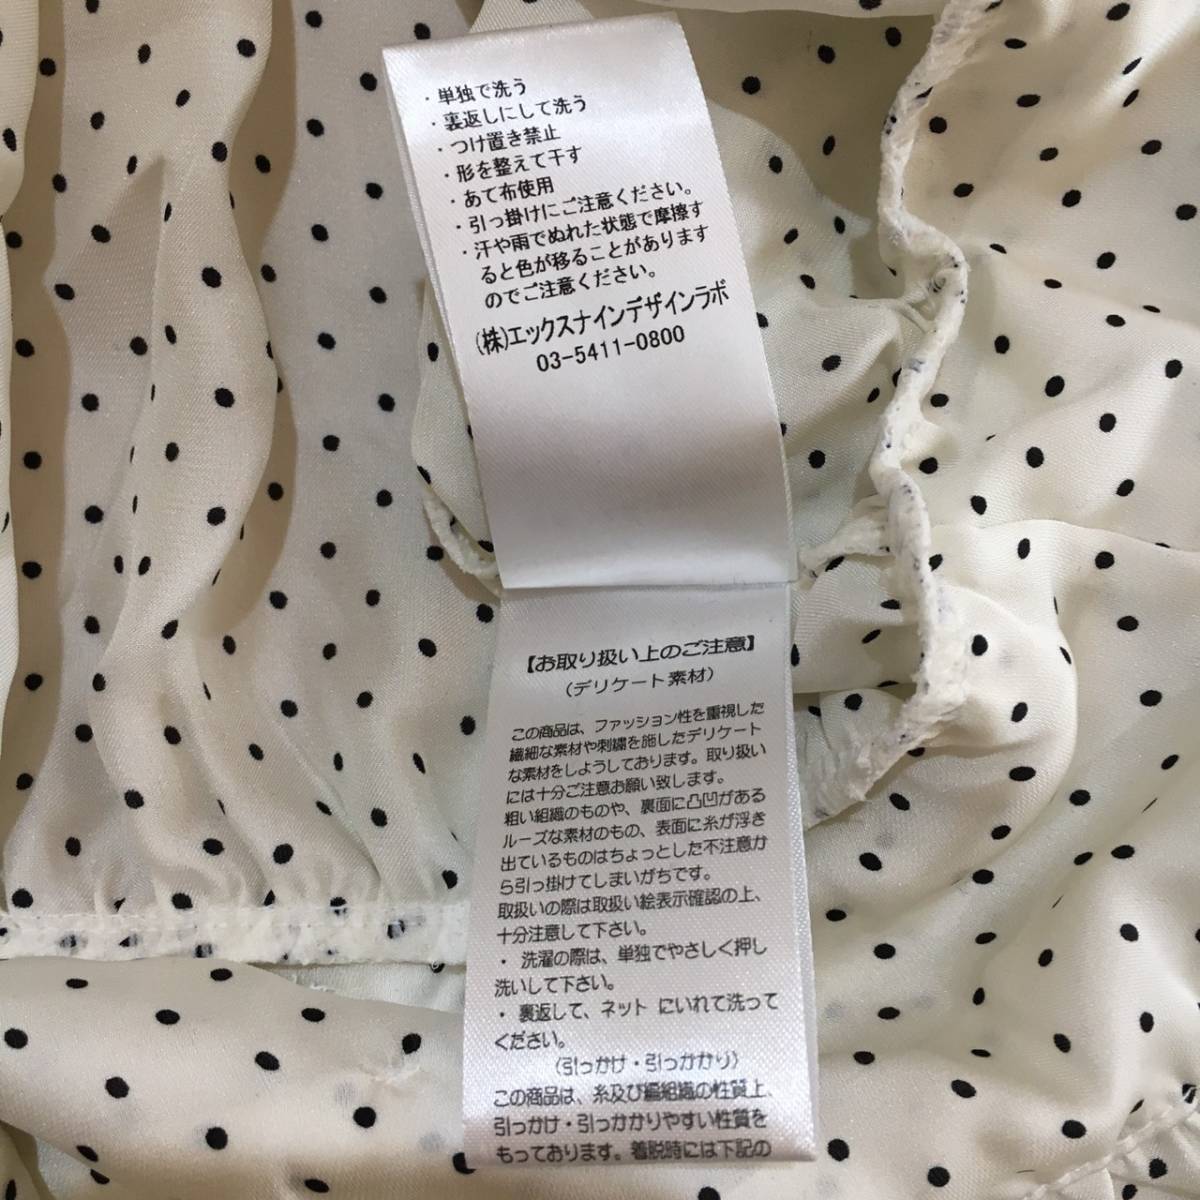 ・単独で洗う
・裏返しにして洗う
・つけ置き禁止
・形を整えて干す
・あて布使用
・引っ掛けにご注意ください。
・汗や雨でぬれた状態で摩擦す
ると色が移ることがあります
のでご注意ください。
(株)エックスナインデザインラボ
03-5411-0800
【お取り扱い上のご注意】
(デリケート素材)
この商品は、ファッション性を重視した
繊細な素材や刺繍を施したデリケート
な素材をしようしております。取り扱い
には十分ご注意お願い致します。
粗い組織のものや、裏面に凸凹がある
ルーズな素材のもの、表面に糸が浮き
出ているものはちょっとした不注意か
ら引っ掛けてしまいがちです。
取扱いの際は取扱い絵表示確認の上、
十分注意して下さい。
・洗濯の際は、単独でやさしく押し
洗いして下さい。
・裏返して、ネットにいれて洗って
ください。
(引っかけ・引っかかり)
この商品は、糸及び編組織の性質上、
引っかけ・引っかかりやすい性質を
もっております。着脱時には下記の